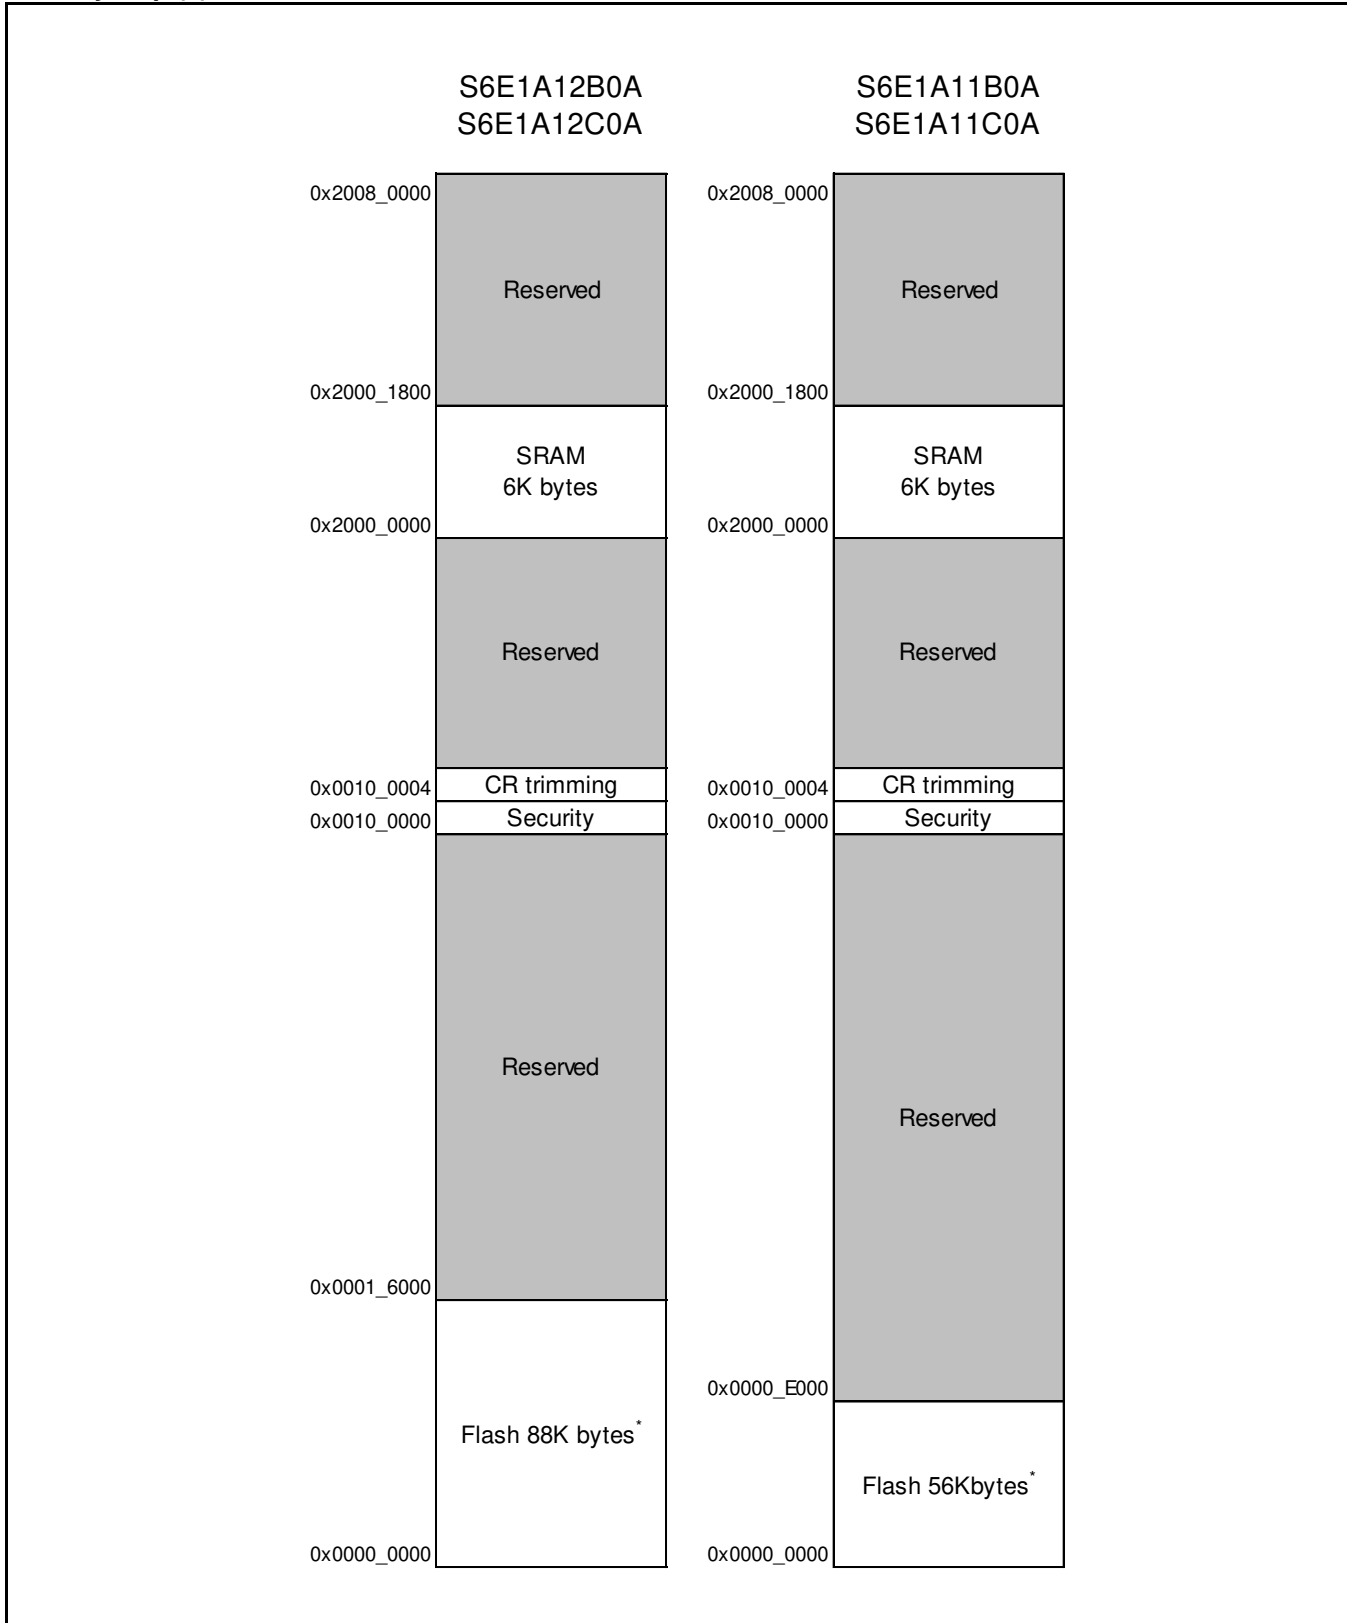 S6E1A12B0A
S6E1A12C0A
0x2008_0000
Reserved
0x2000_1800
SRAM
6K bytes
0x2000_0000
Reserved
0x0010_0004
CR trimming
0x0010_0000
Security
Reserved
0x0001_6000
Flash 88K bytes*
0x0000_0000
S6E1A11B0A
S6E1A11C0A
0x2008_0000
Reserved
0x2000_1800
SRAM
6K bytes
0x2000_0000
Reserved
0x0010_0004
CR trimming
0x0010_0000
Security
Reserved
0x0000_E000
Flash 56Kbytes*
0x0000_0000